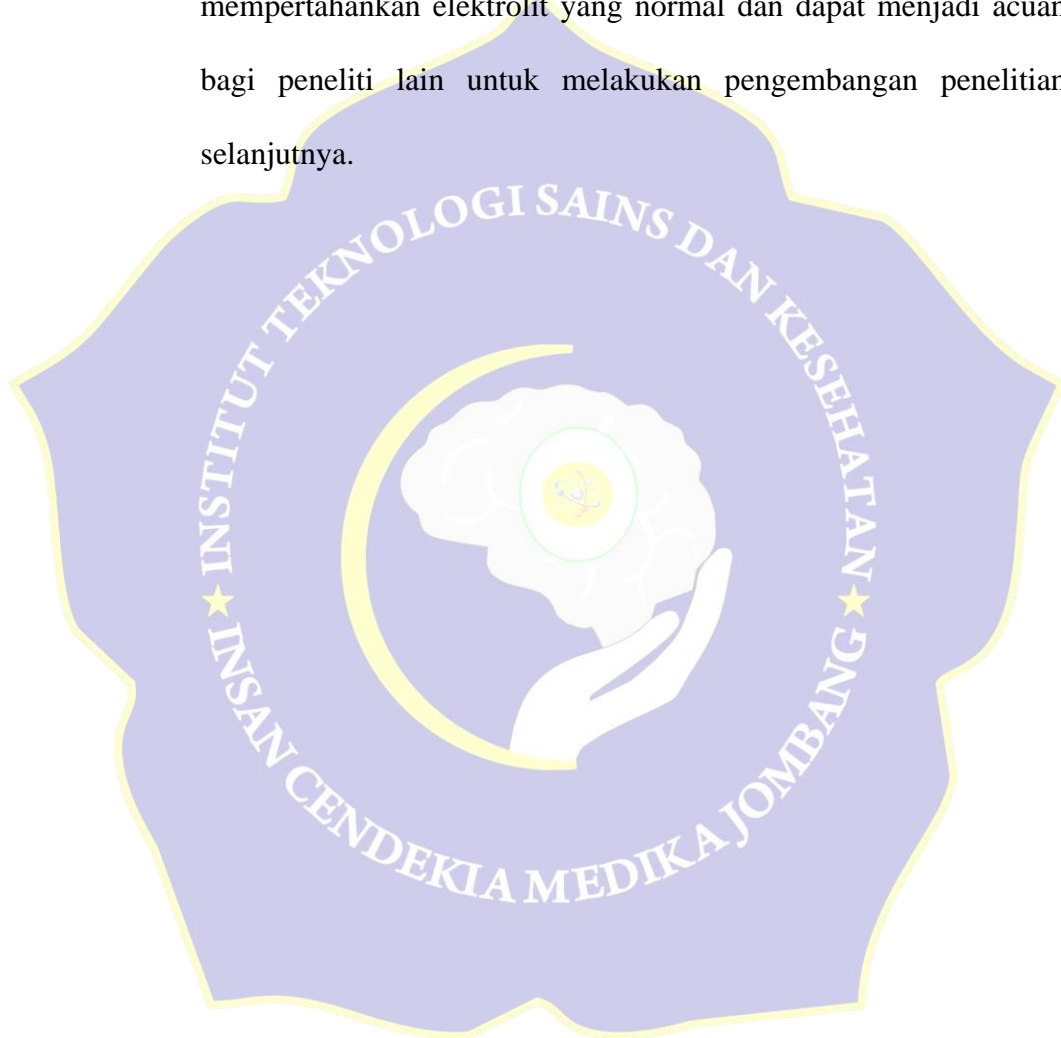 mempertahankan elektrolit yang normal dan dapat menjadi acuan
bagi peneliti lain untuk melakukan pengembangan penelitian
selanjutnya.
INSTITUT TEKNOLOGI SAINS DAN KESEHATAN
INSAN CENDEKIA MEDIKA JOMBANG